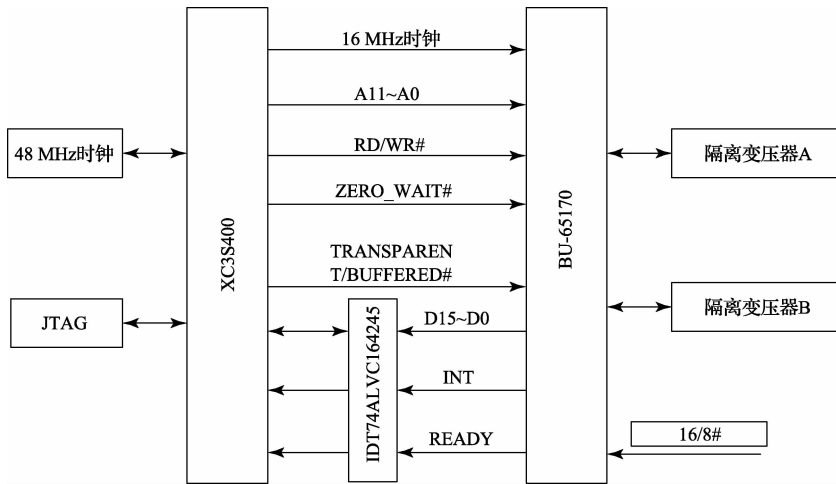 16 MHz时钟
A11~A0
48 MHz时钟
RD/WR#
隔离变压器A
ZERO_WAIT#
XC3S400
BU-65170
TRANSPAREN
T/BUFFERED#
隔离变压器B
JTAG
D15~D0
IDT74ALVC164245
INT
READY
16/8#